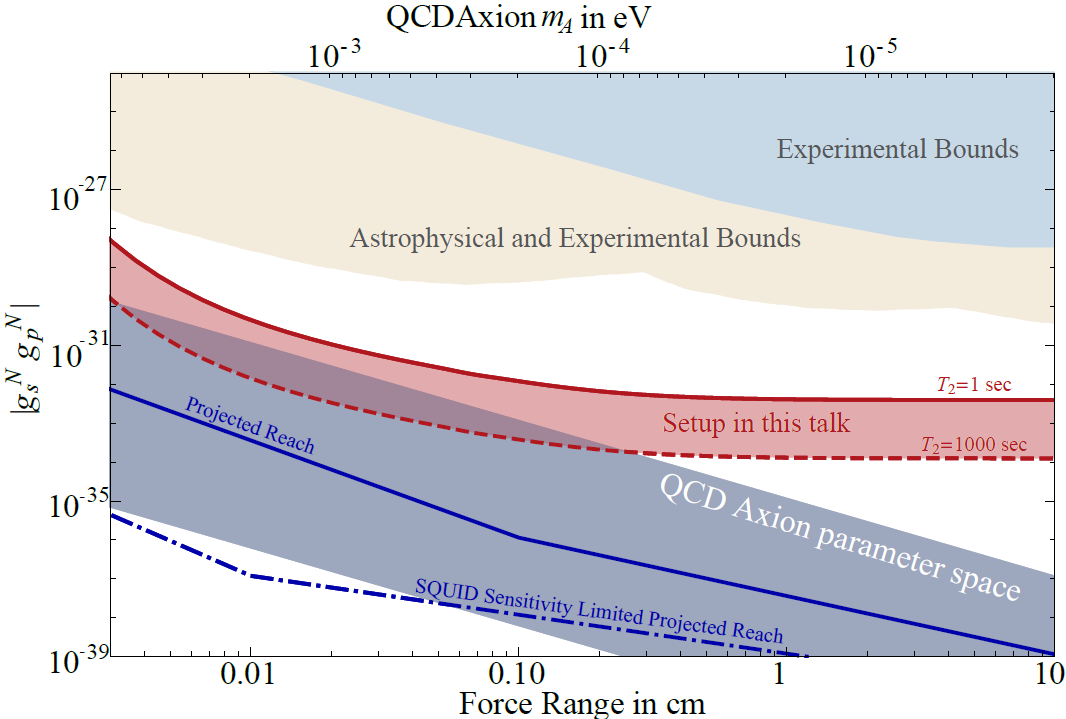 QCDAxion m_A in eV
10^-3 10^-4 10^-5
Experimental Bounds
10^-27
Astrophysical and Experimental Bounds
|g_s^N g_p^N|
10^-31
T_2=1 sec
Projected Reach
Setup in this talk
T_2=1000 sec
10^-35
QCD Axion parameter space
SQUID Sensitivity Limited Projected Reach
10^-39
0.01 0.10 1 10
Force Range in cm